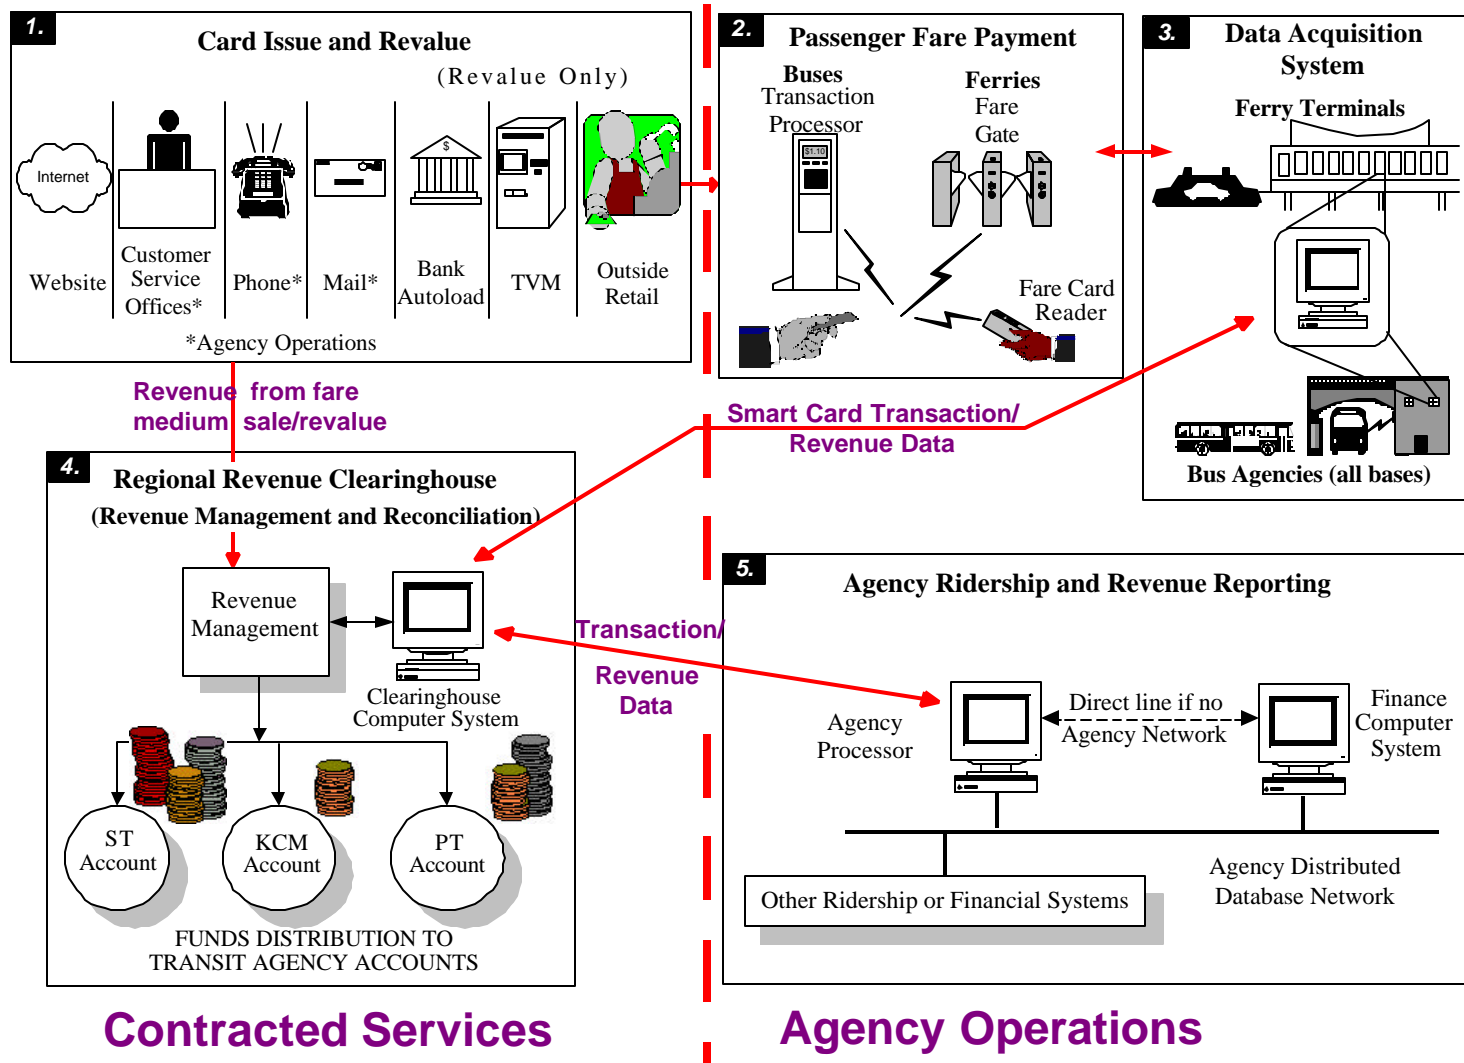 1.
Card Issue and Revalue
(Revalue Only)
Internet
$
Website
Customer
Service
Offices*
Phone*
Mail*
Bank
Autoload
TVM
Outside
Retail
*Agency Operations
2.
Passenger Fare Payment
Buses
Transaction
Processor
$1.10
Ferries
Fare
Gate
Fare Card
Reader
3.
Data Acquisition
System
Ferry Terminals
Bus Agencies (all bases)
Revenue from fare
medium sale/revalue
Smart Card Transaction/
Revenue Data
4.
Regional Revenue Clearinghouse
(Revenue Management and Reconciliation)
Revenue
Management
Clearinghouse
Computer System
ST
Account
KCM
Account
PT
Account
FUNDS DISTRIBUTION TO
TRANSIT AGENCY ACCOUNTS
Transaction/
Revenue
Data
5.
Agency Ridership and Revenue Reporting
Agency
Processor
Direct line if no
Agency Network
Finance
Computer
System
Agency Distributed
Database Network
Other Ridership or Financial Systems
Contracted Services
Agency Operations